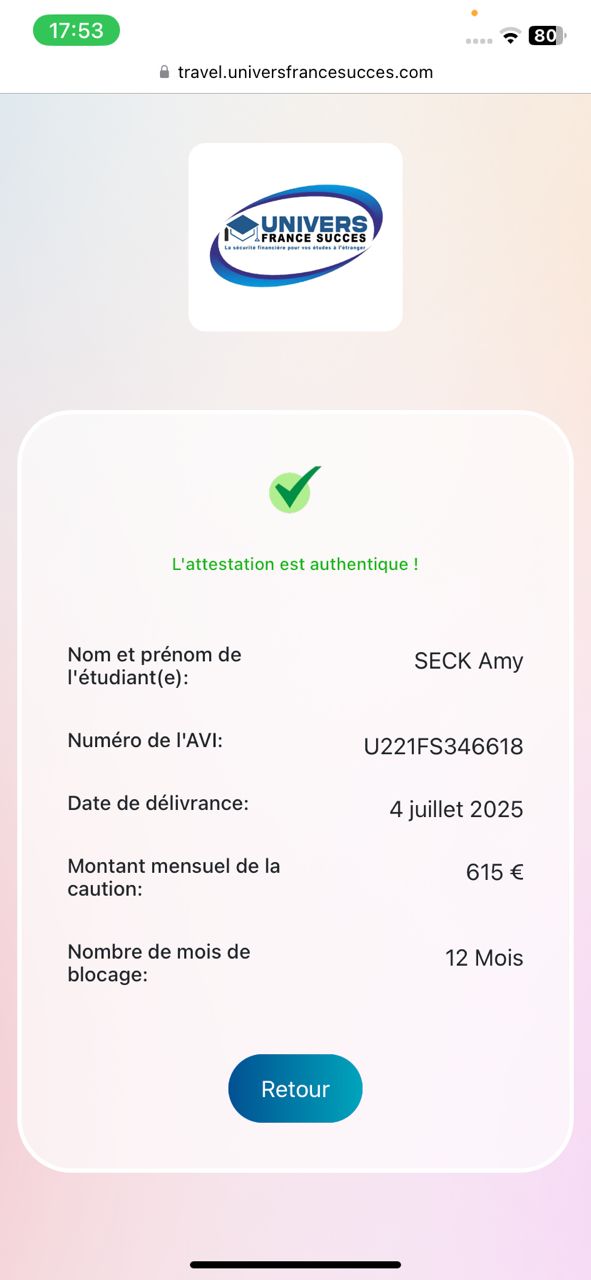 17:53
80
travel.universfrancesucces.com
UNIVERS
FRANCE SUCCES
La sécurité financière pour vos études à l'étranger
L'attestation est authentique !
Nom et prénom de
l'étudiant(e):
SECK Amy
Numéro de l'AVI:
U221FS346618
Date de délivrance:
4 juillet 2025
Montant mensuel de la
caution:
615 €
Nombre de mois de
blocage:
12 Mois
Retour